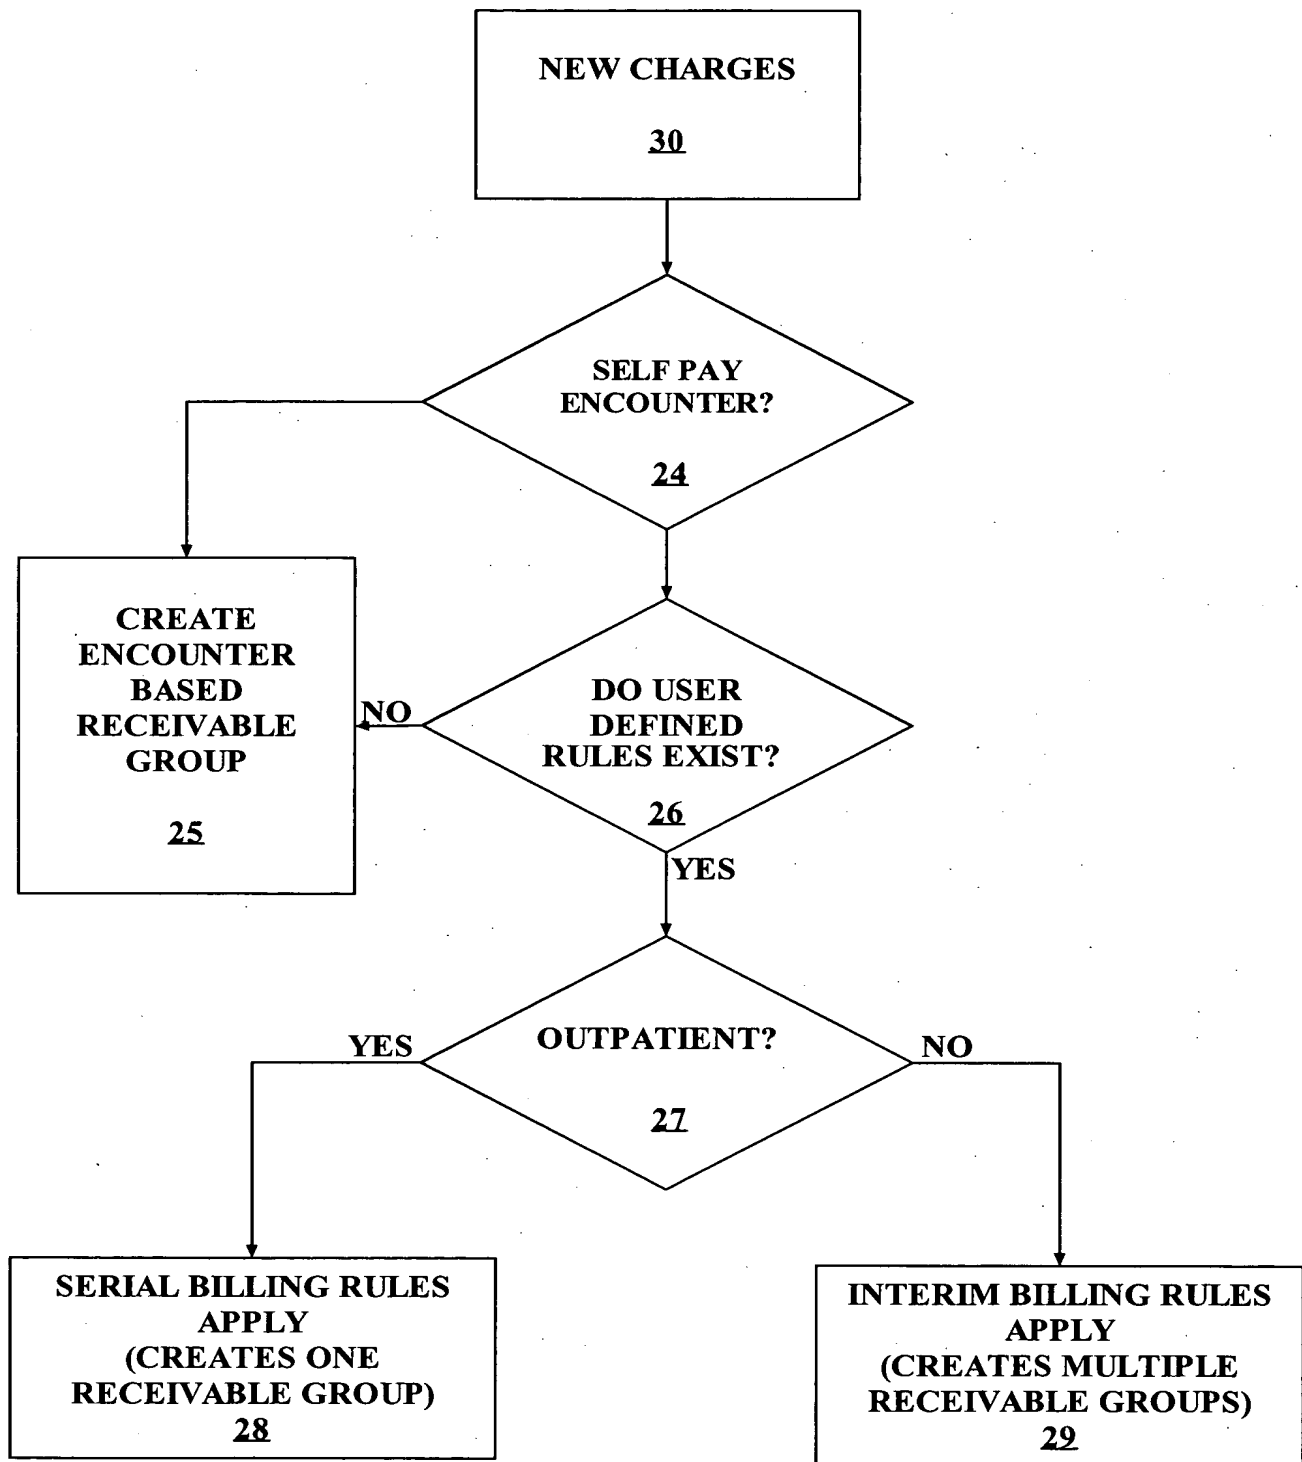 NEW CHARGES
30
SELF PAY
ENCOUNTER?
24
CREATE
ENCOUNTER
BASED
RECEIVABLE
GROUP
25
NO
DO USER
DEFINED
RULES EXIST?
26
YES
YES
OUTPATIENT?
NO
27
SERIAL BILLING RULES
APPLY
(CREATES ONE
RECEIVABLE GROUP)
28
INTERIM BILLING RULES
APPLY
(CREATES MULTIPLE
RECEIVABLE GROUPS)
29